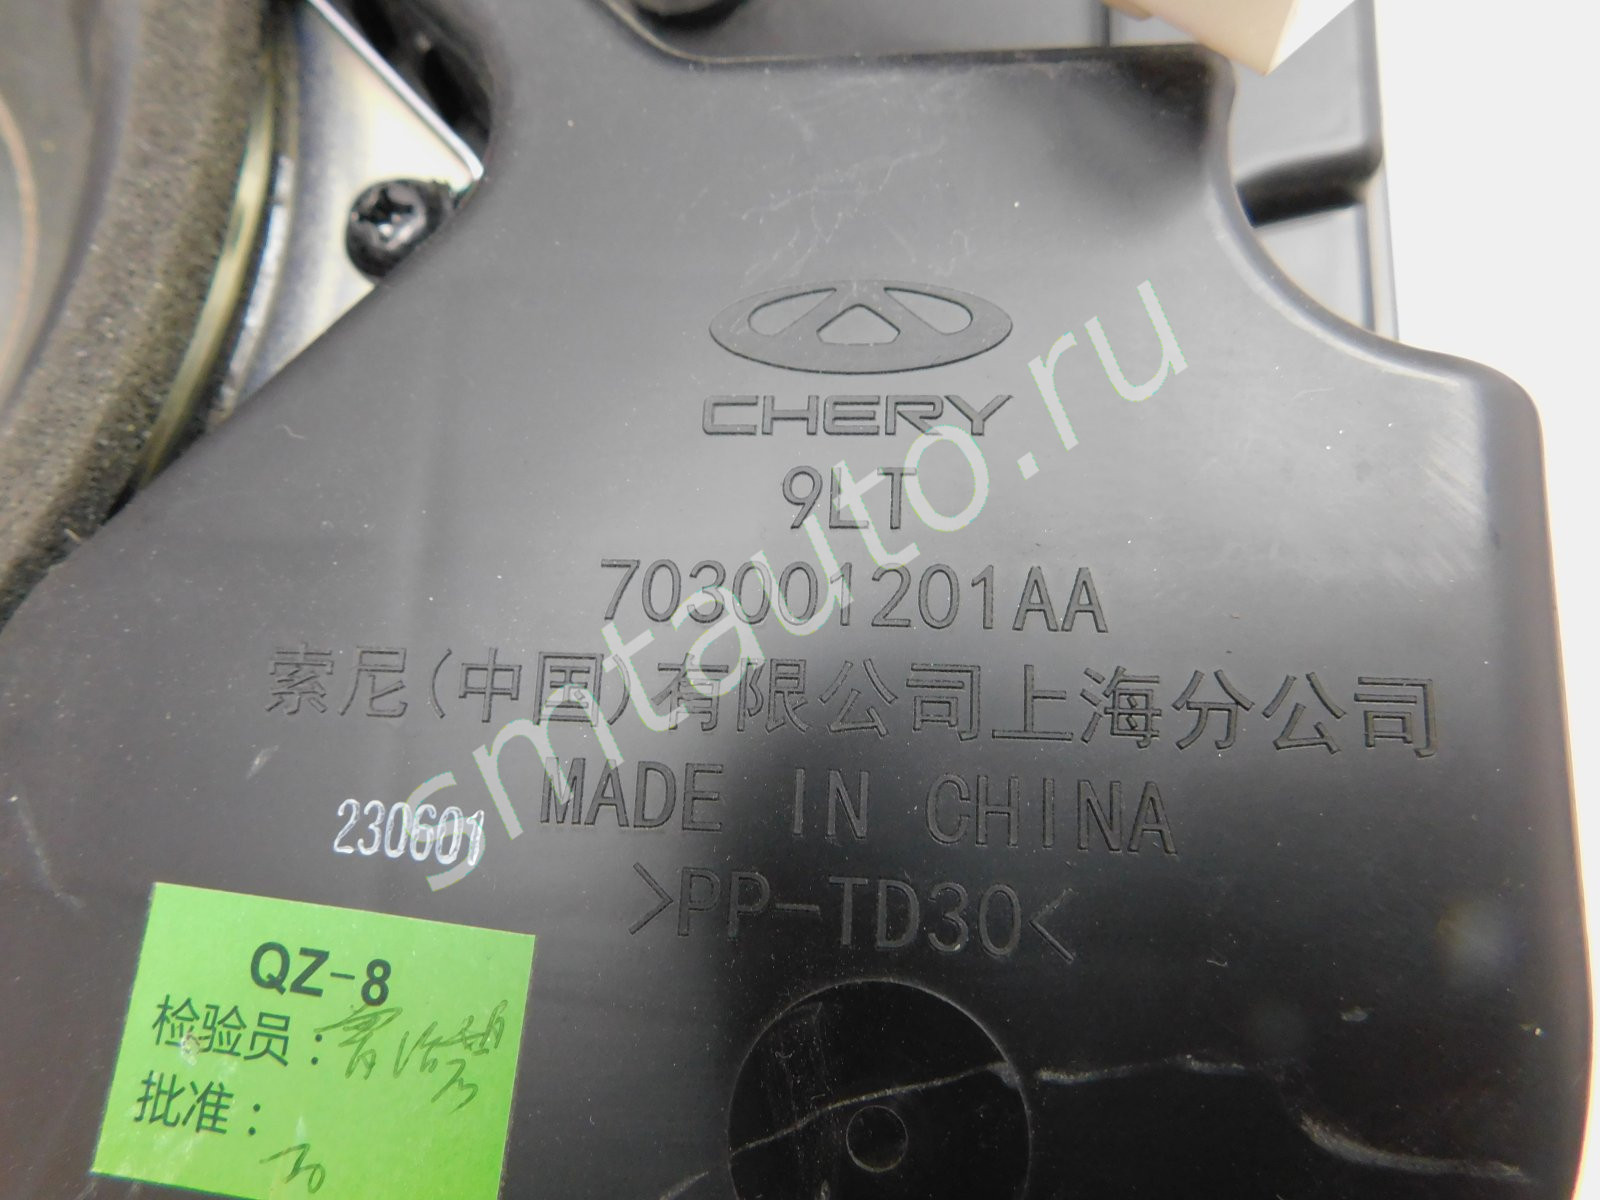 CHERY
9LT
703001201AA
索尼(中国)有限公司上海分公司
MADE IN CHINA
230601
>PP-TD30<
QZ-8
检验员:
批准:
smtauto.ru